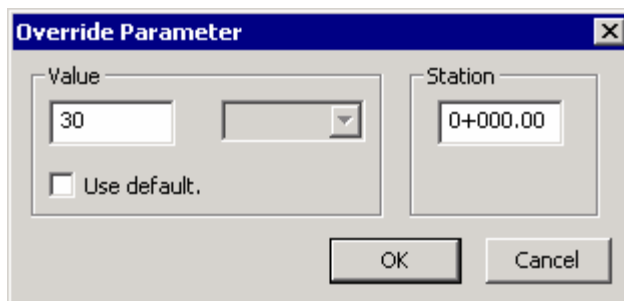 Override Parameter
Value
Station
30
0+000.00
Use default.
OK
Cancel